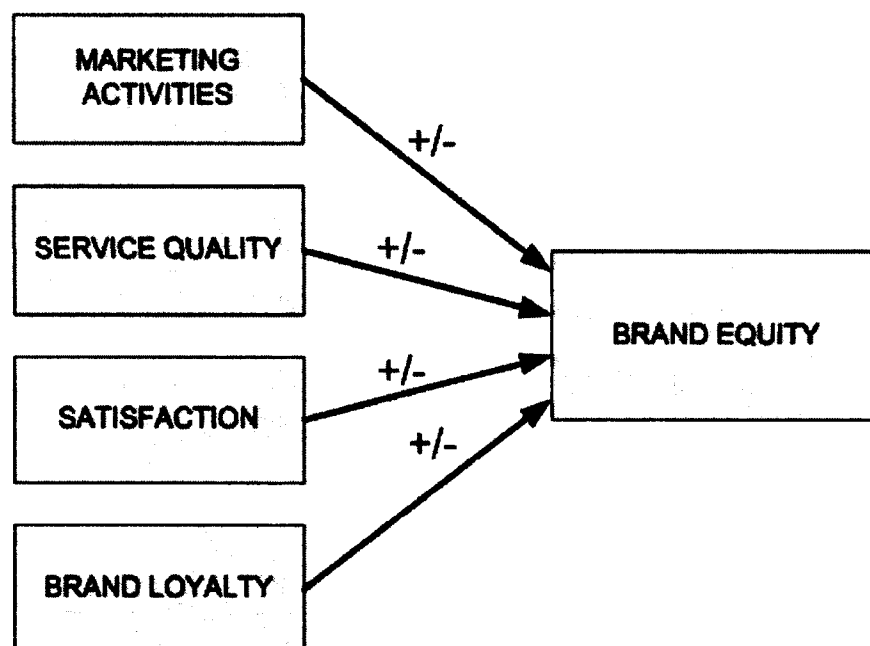 MARKETING
ACTIVITIES
+/-
SERVICE QUALITY
+/-
BRAND EQUITY
SATISFACTION
+/-
+/-
BRAND LOYALTY